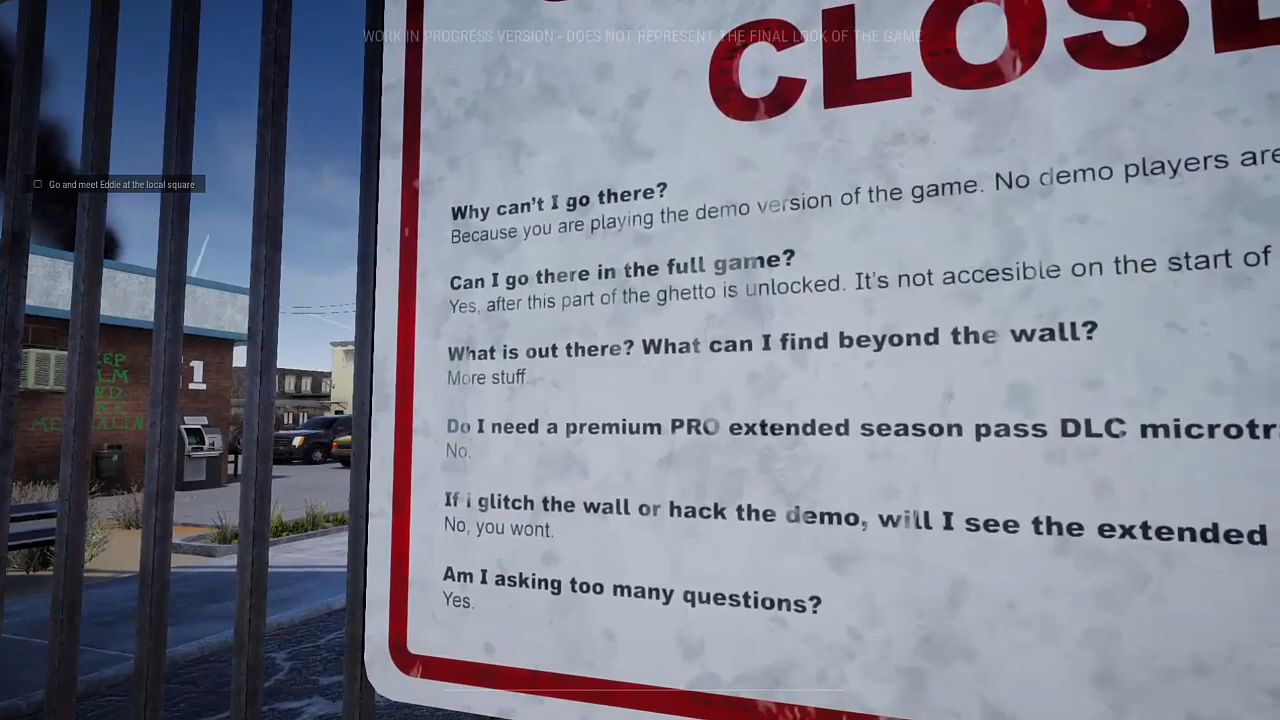 WORK IN PROGRESS VERSION - DOES NOT REPRESENT THE FINAL LOOK OF THE GAME
CLOSE
Go and meet Eddie at the local square
Why can't I go there?
Because you are playing the demo version of the game. No demo players are
Can I go there in the full game?
Yes, after this part of the ghetto is unlocked. It's not accesible on the start of
What is out there? What can I find beyond the wall?
More stuff.
Do I need a premium PRO extended season pass DLC microtr
No.
If i glitch the wall or hack the demo, will I see the extended
No, you wont.
Am I asking too many questions?
Yes.
1